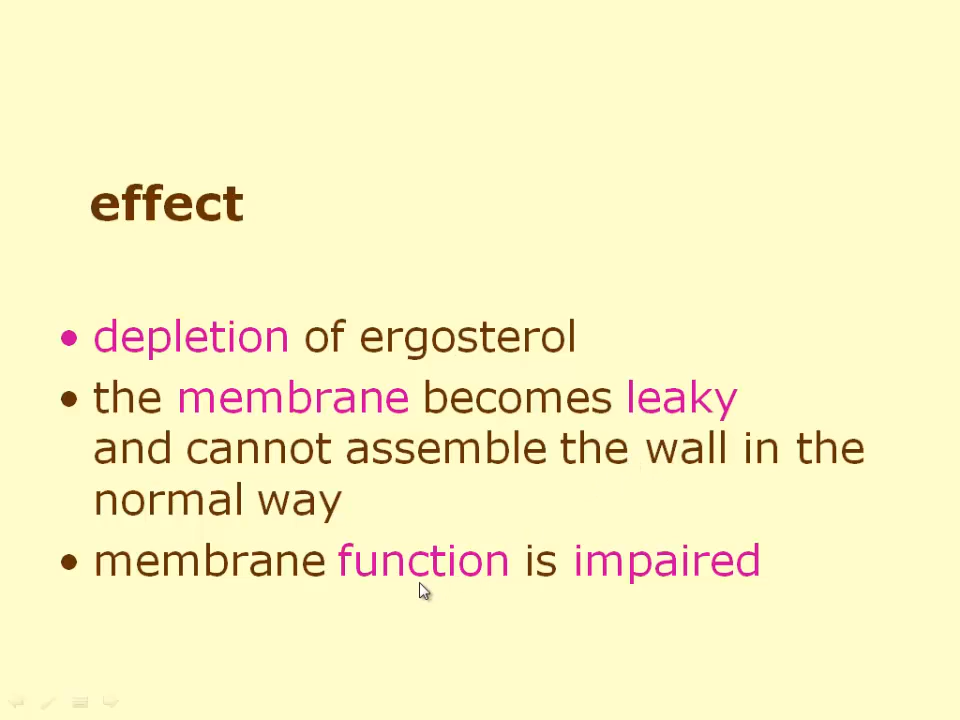 effect
• depletion of ergosterol
• the membrane becomes leaky
and cannot assemble the wall in the
normal way
• membrane function is impaired